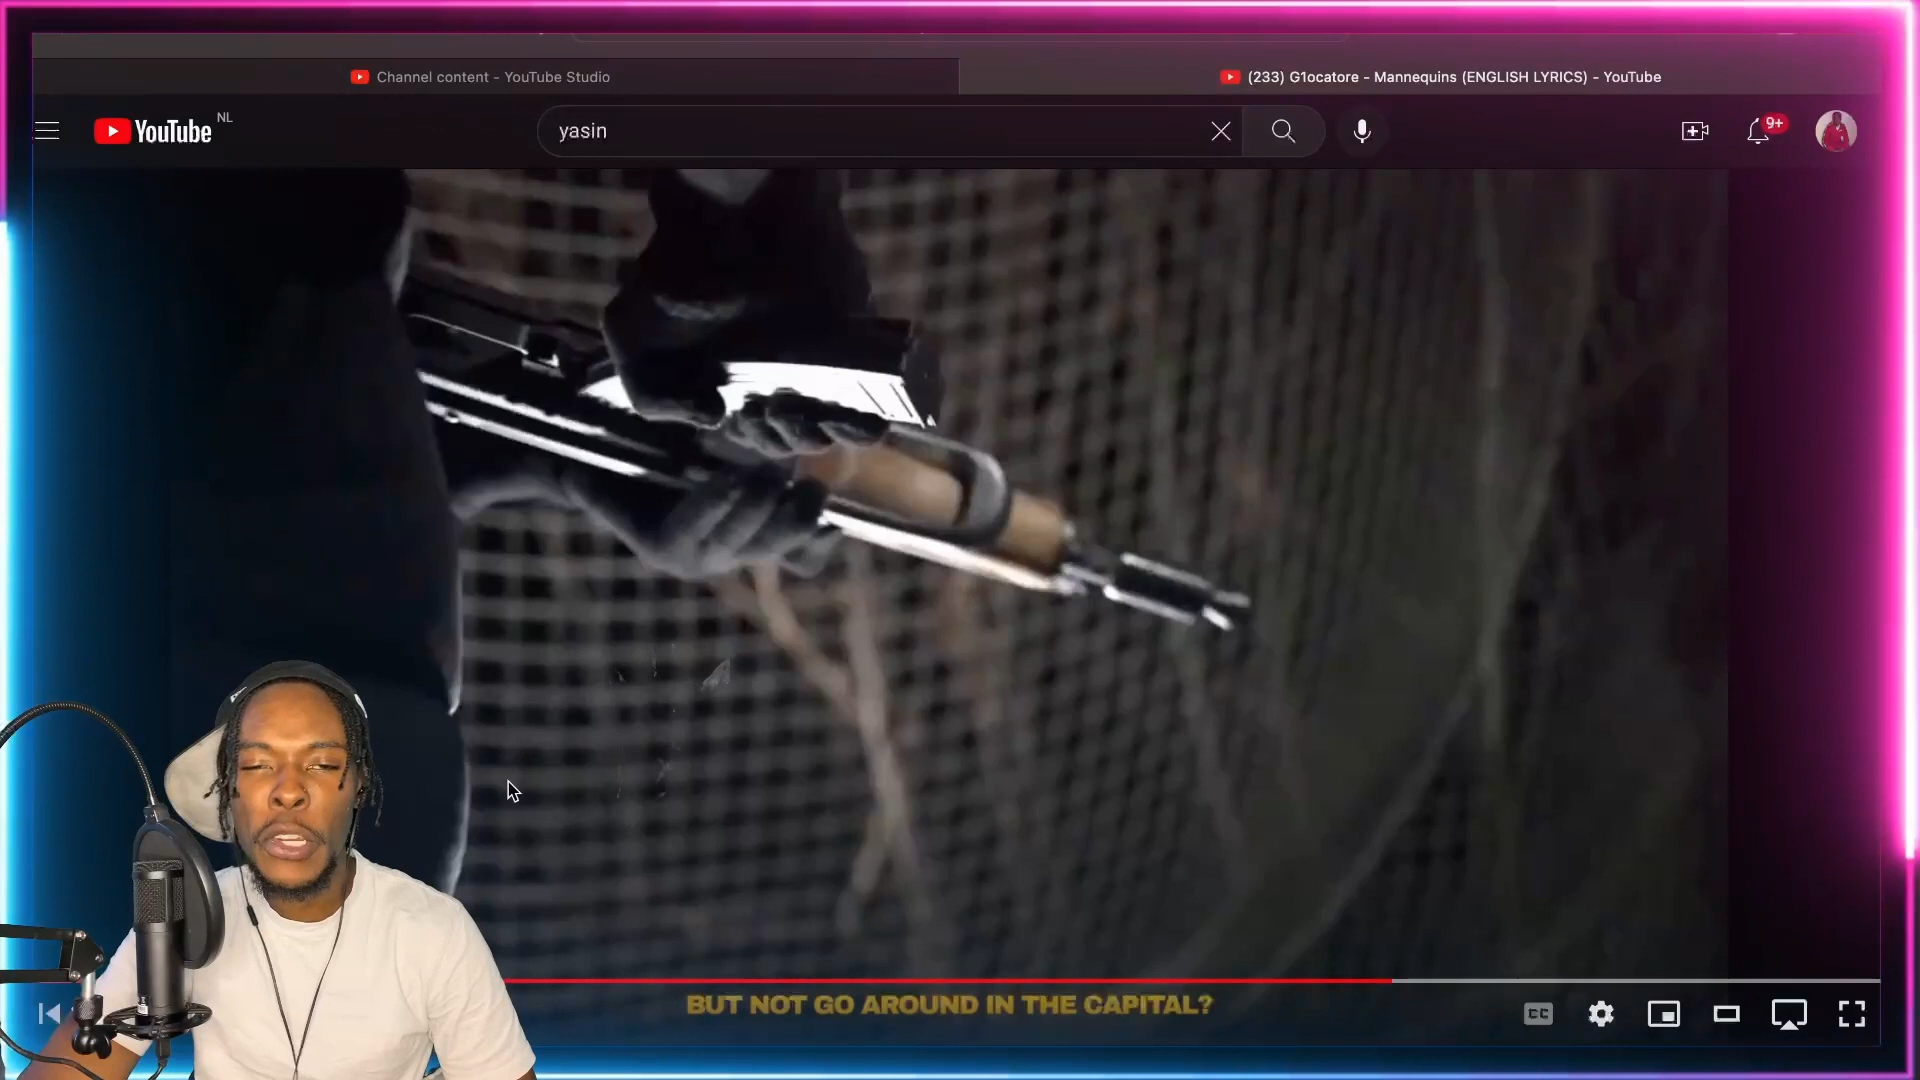 Channel content - YouTube Studio
(233) G1ocatore - Mannequins (ENGLISH LYRICS) - YouTube
YouTube NL
yasin
9+
BUT NOT GO AROUND IN THE CAPITAL?
CC